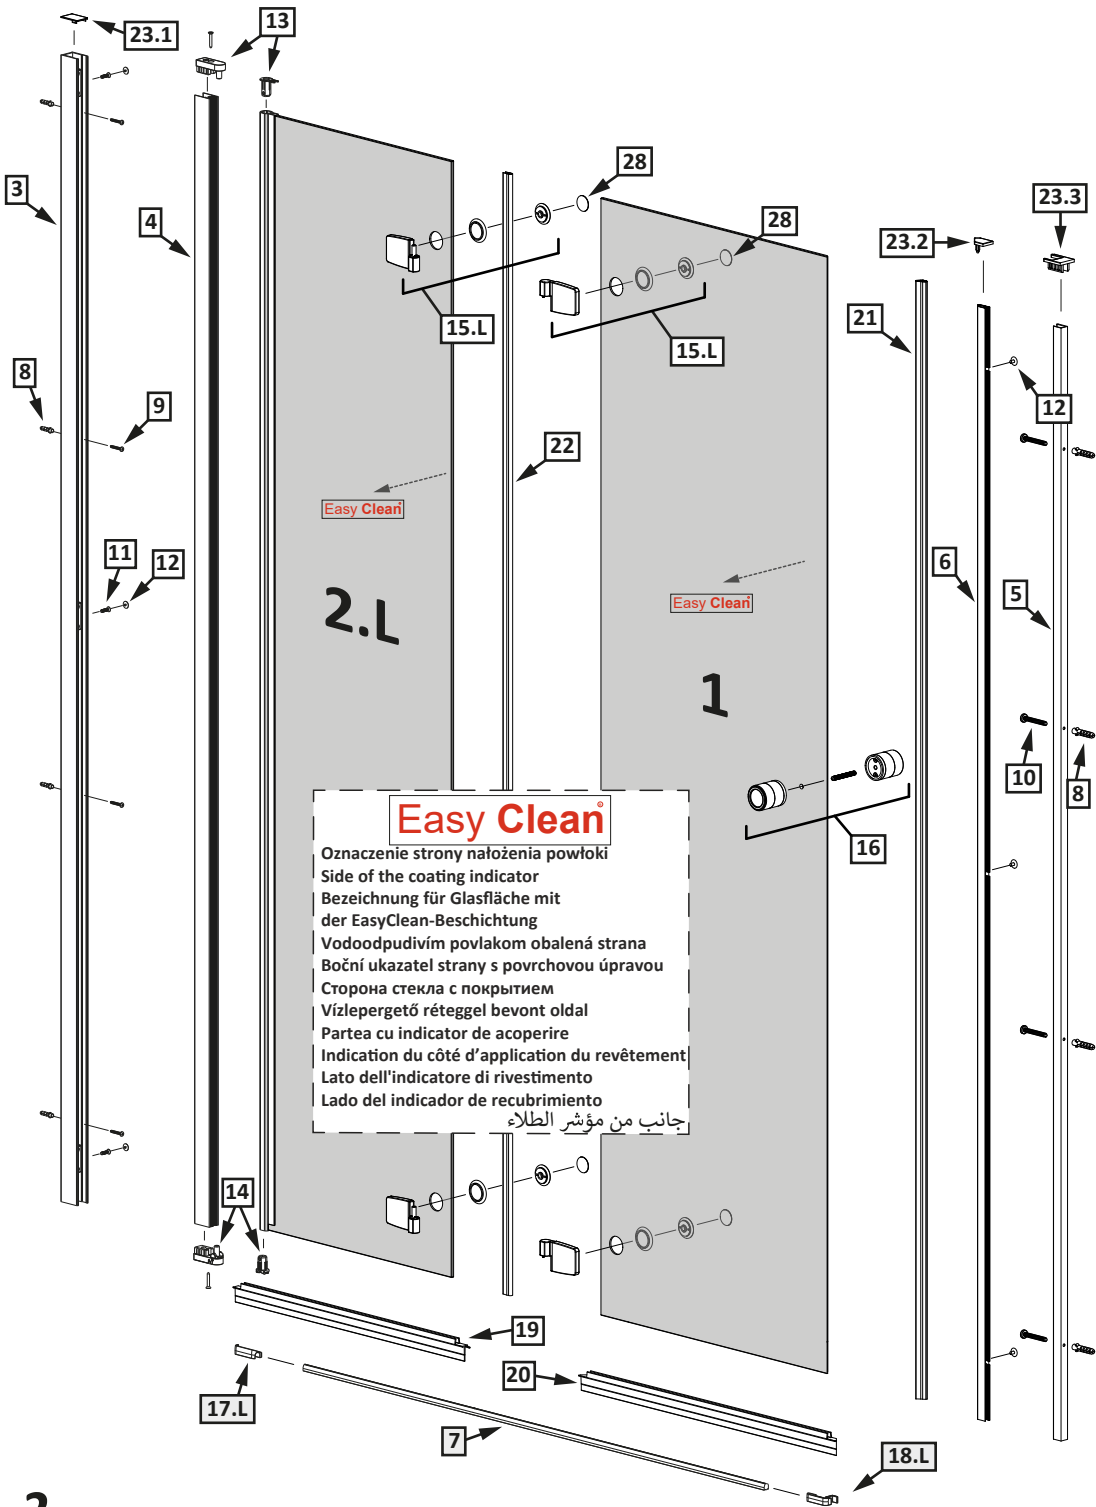 23.1
13
3
4
28
28
23.3
23.2
15.L
15.L
21
8
9
12
22
Easy Clean
11
12
6
5
Easy Clean
2.L
1
10
8
16
Easy Clean®
Oznaczenie strony nałożenia powłoki
Side of the coating indicator
Bezeichnung für Glasfläche mit
der EasyClean-Beschichtung
Vodoodpudivím povlakom obalená strana
Boční ukazatel strany s povrchovou úpravou
Сторона стекла с покрытием
Vízlepergető réteggel bevont oldal
Partea cu indicator de acoperire
Indication du côté d'application du revêtement
Lato dell'indicatore di rivestimento
Lado del indicador de recubrimiento
جانب من مؤشر الطلاء
14
19
20
17.L
7
18.L